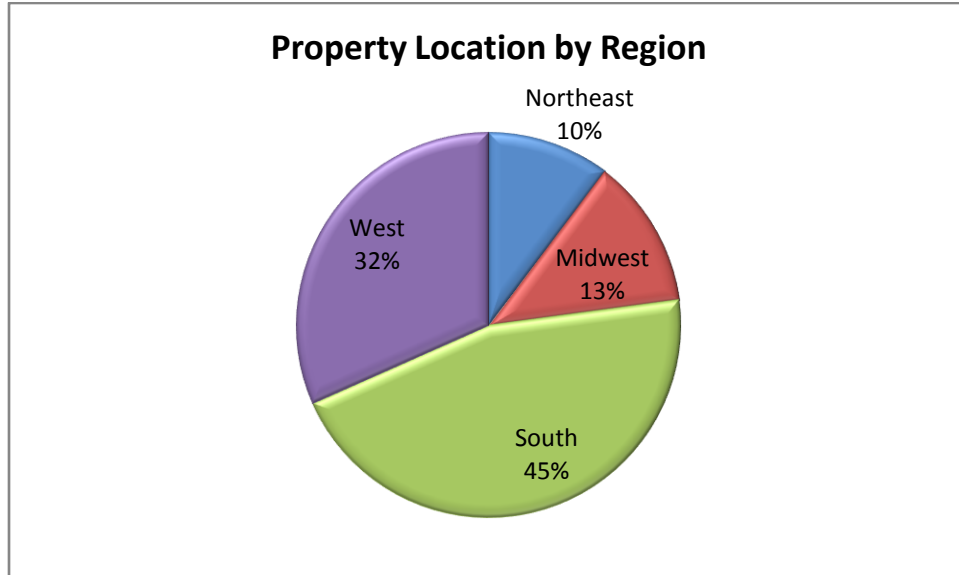 Property Location by Region
Northeast
10%
Midwest
13%
South
45%
West
32%